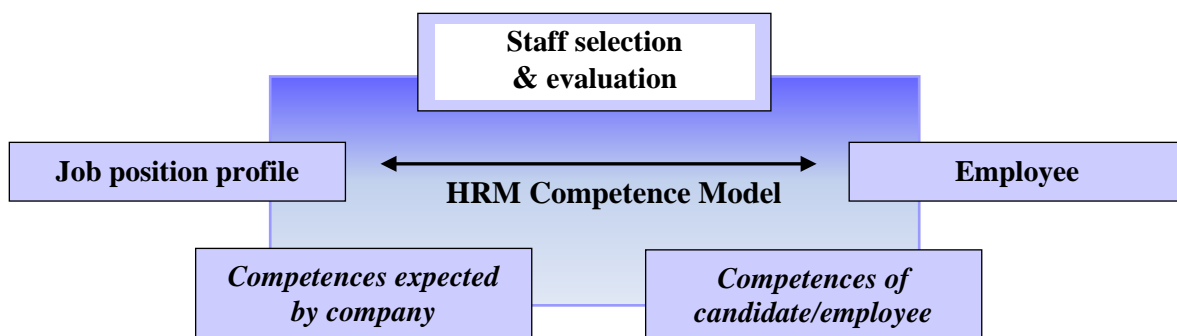 Staff selection
& evaluation
Job position profile
Employee
HRM Competence Model
Competences expected
by company
Competences of
candidate/employee